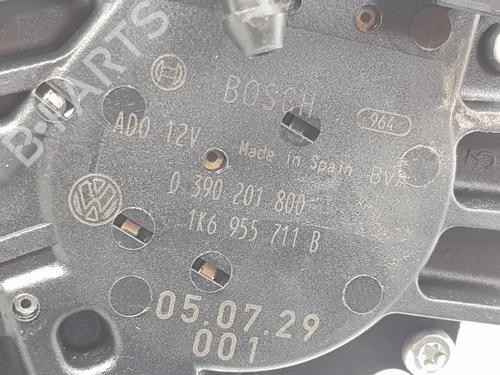 BOSCH
964
AD0 12V
Made in Spain
0 390 201 800
1K6 955 711 B
05.07.29
001
B-PARTS